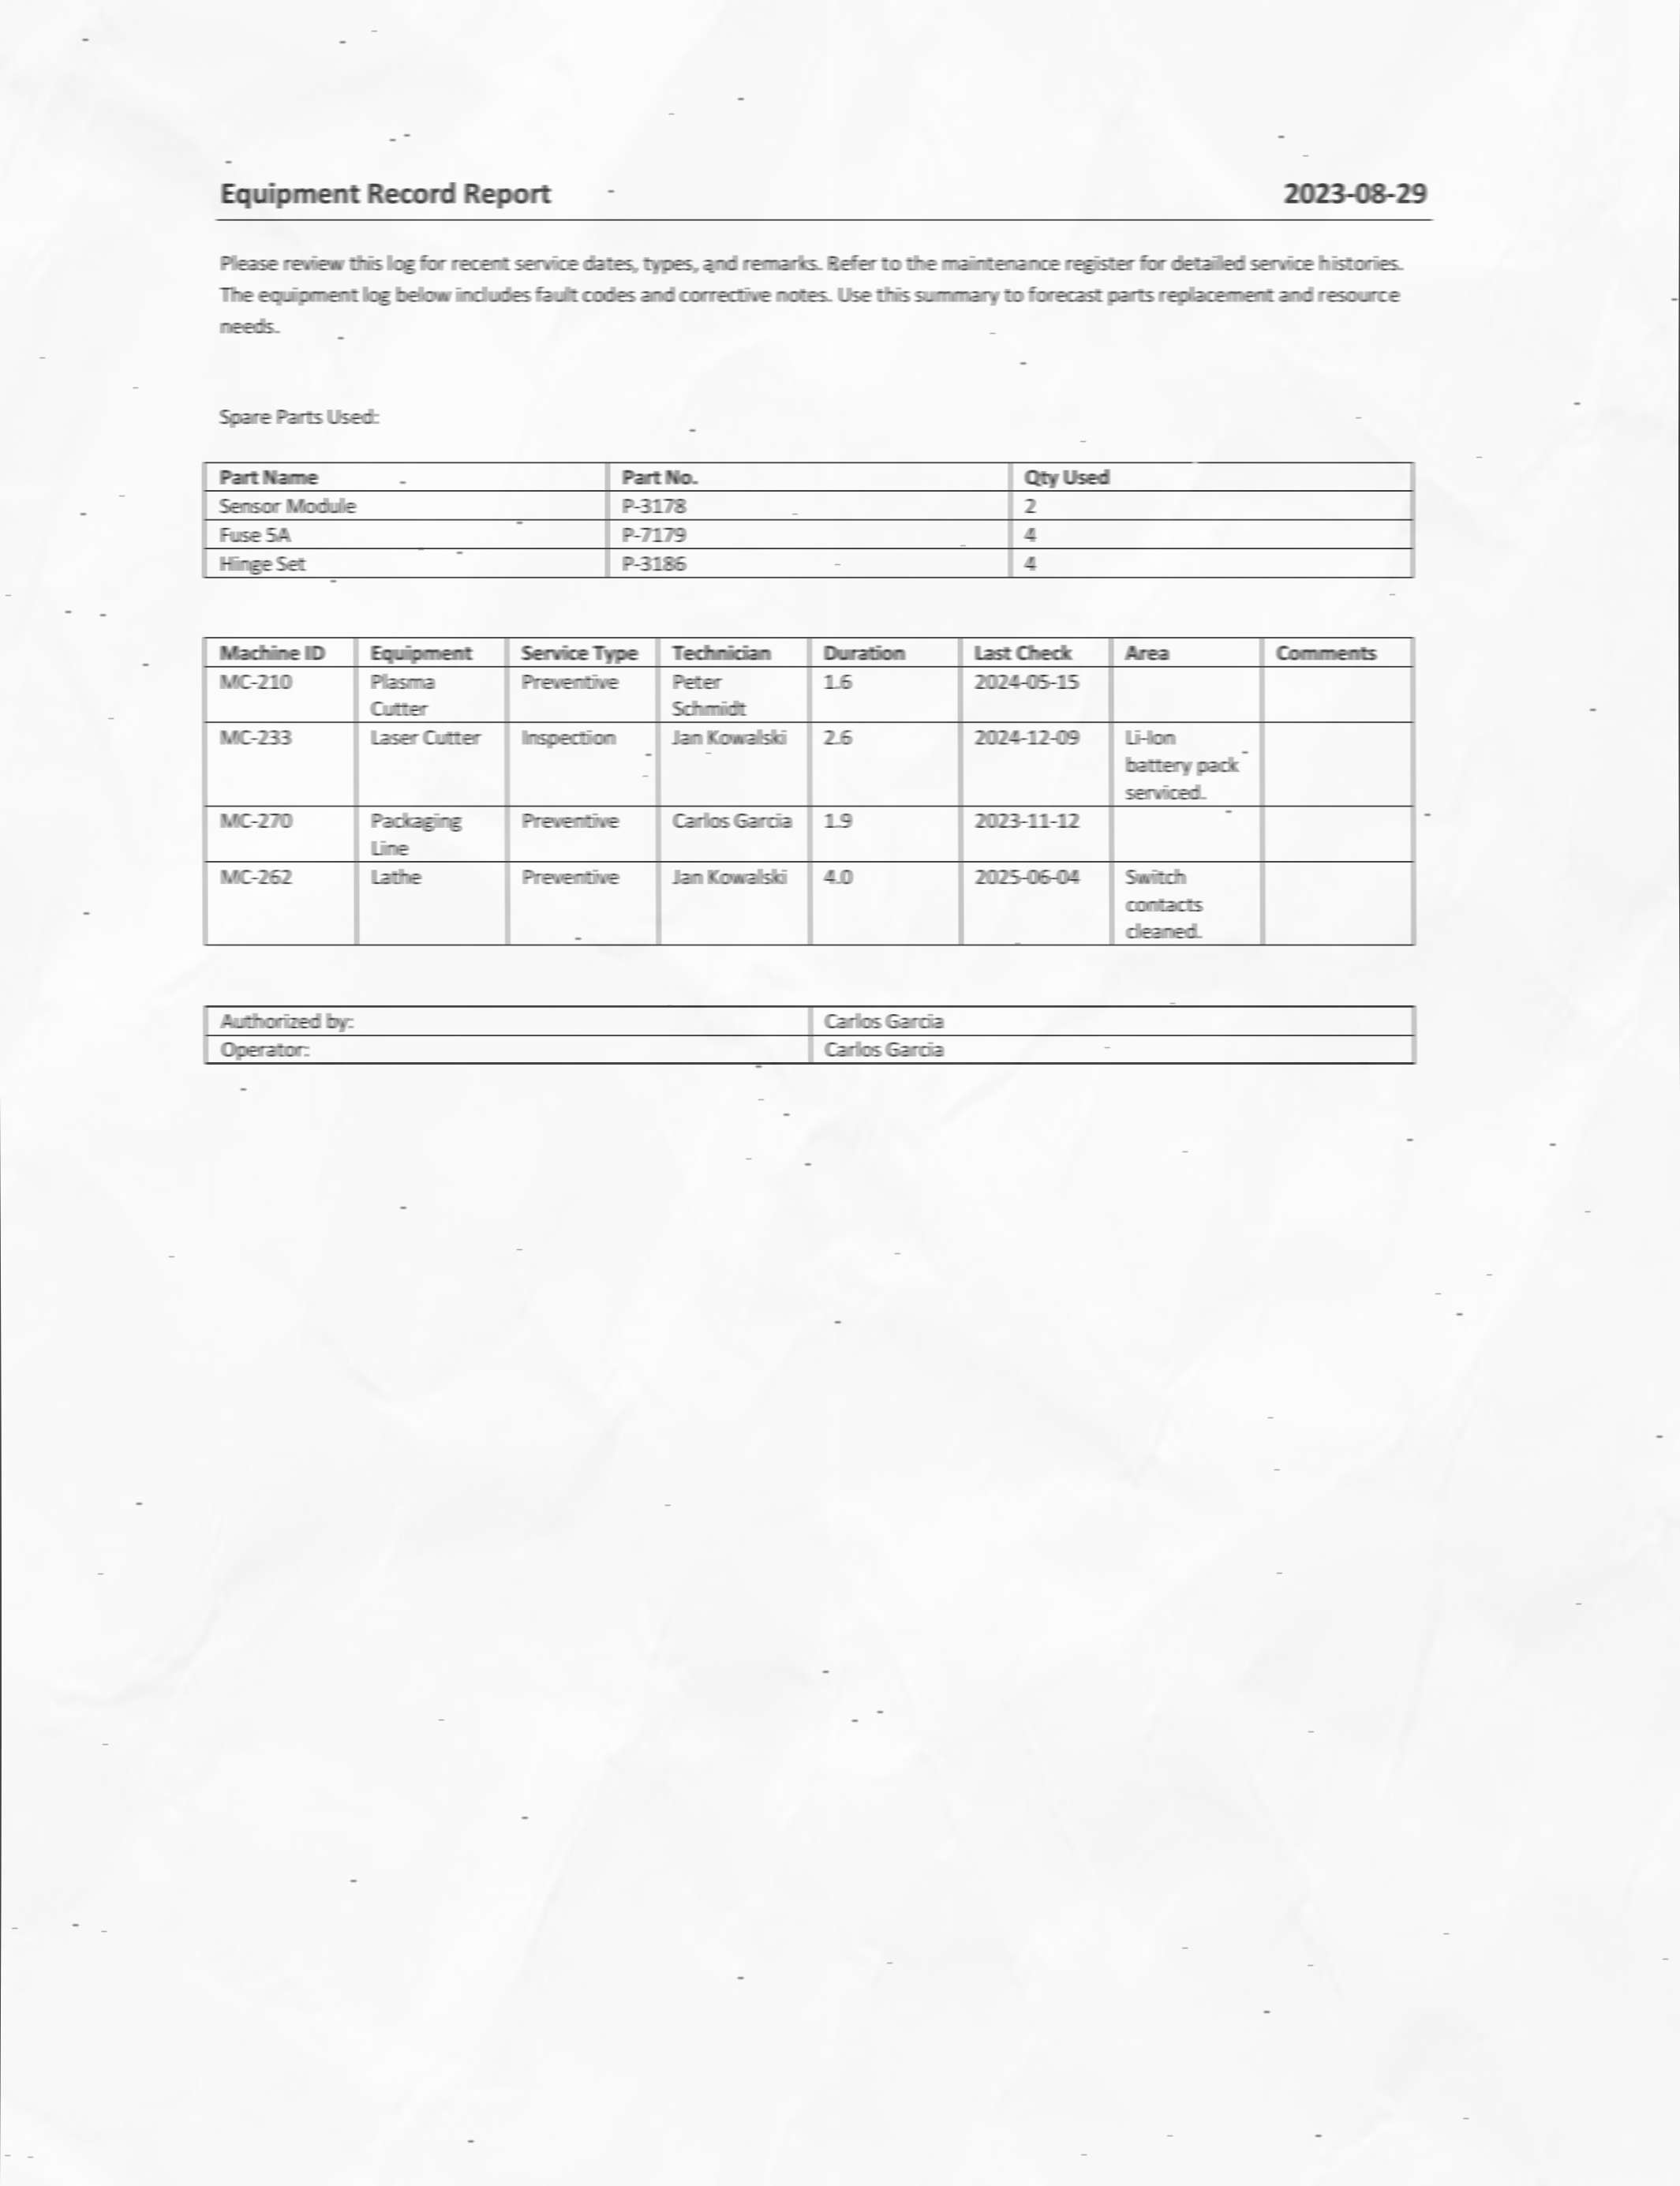 Equipment Record Report 2023-08-29
Please review this log for recent service dates, types, and remarks. Refer to the maintenance register for detailed service histories.
The equipment log below includes fault codes and corrective notes. Use this summary to forecast parts replacement and resource
needs.
Spare Parts Used:
Part Name Part No. Qty Used
Sensor Module P-3178 2
Fuse 5A P-7179 4
Hinge Set P-3186 4
Machine ID Equipment Service Type Technician Duration Last Check Area Comments
MC-210 Plasma Preventive Peter 1.6 2024-05-15
Cutter Schmidt
MC-233 Laser Cutter Inspection Jan Kowalski 2.6 2024-12-09 Li-Ion
battery pack
serviced.
MC-270 Packaging Preventive Carlos Garcia 1.9 2023-11-12
Line
MC-262 Lathe Preventive Jan Kowalski 4.0 2025-06-04 Switch
contacts
cleaned.
Authorized by: Carlos Garcia
Operator: Carlos Garcia